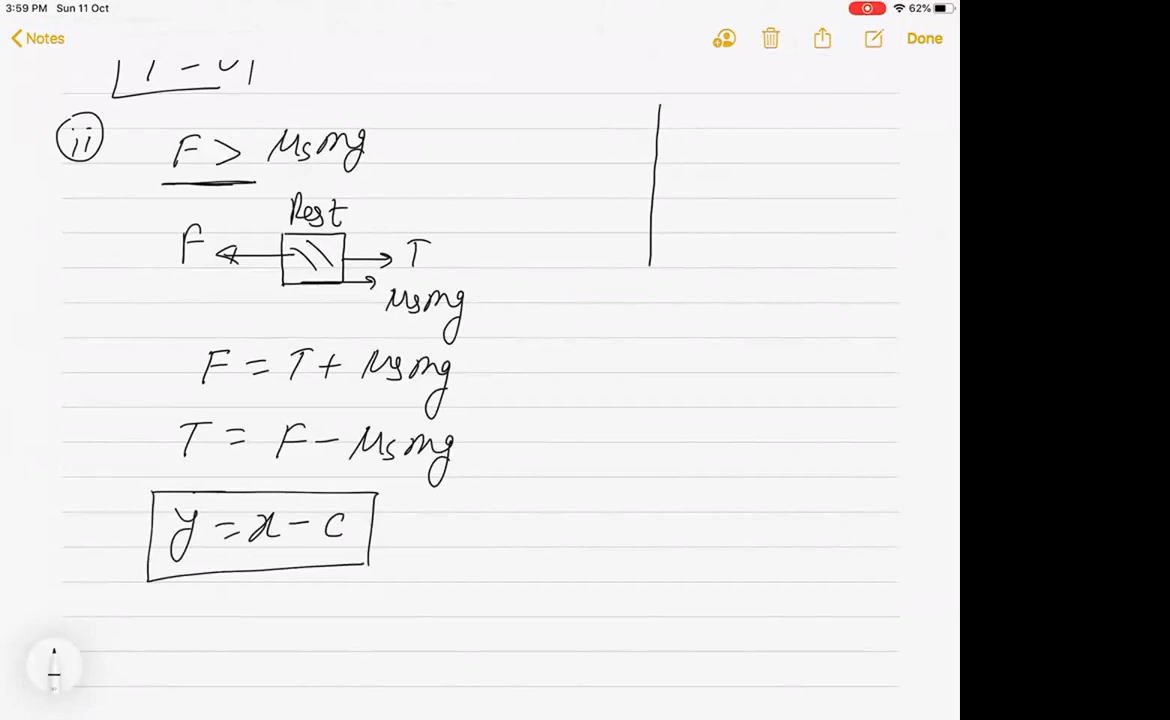 3:59 PM Sun 11 Oct
62%
Notes
Done
ii
F > μsmg
Rest
F
T
μsmg
F = T + μsmg
T = F - μsmg
y = x - c